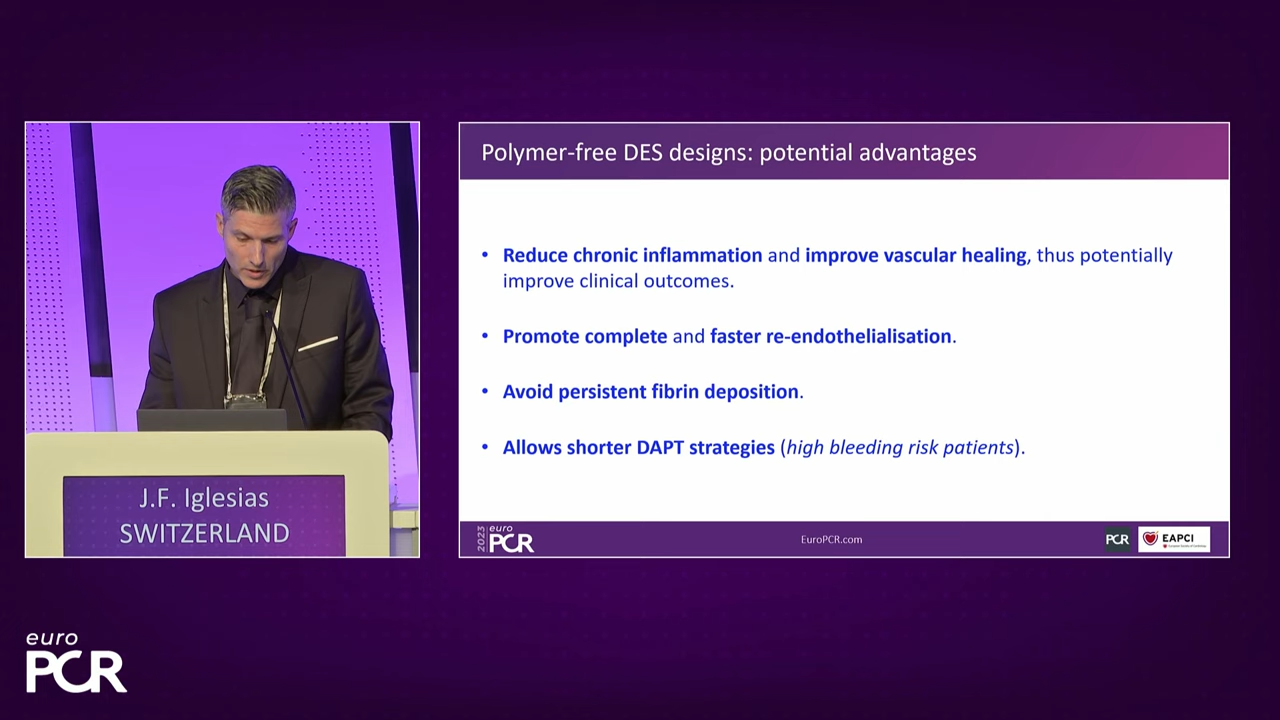 Polymer-free DES designs: potential advantages
• Reduce chronic inflammation and improve vascular healing, thus potentially
improve clinical outcomes.
• Promote complete and faster re-endothelialisation.
• Avoid persistent fibrin deposition.
• Allows shorter DAPT strategies (high bleeding risk patients).
J.F. Iglesias
SWITZERLAND
2023 euro
PCR
EuroPCR.com
PCR
EAPCI
euro
PCR